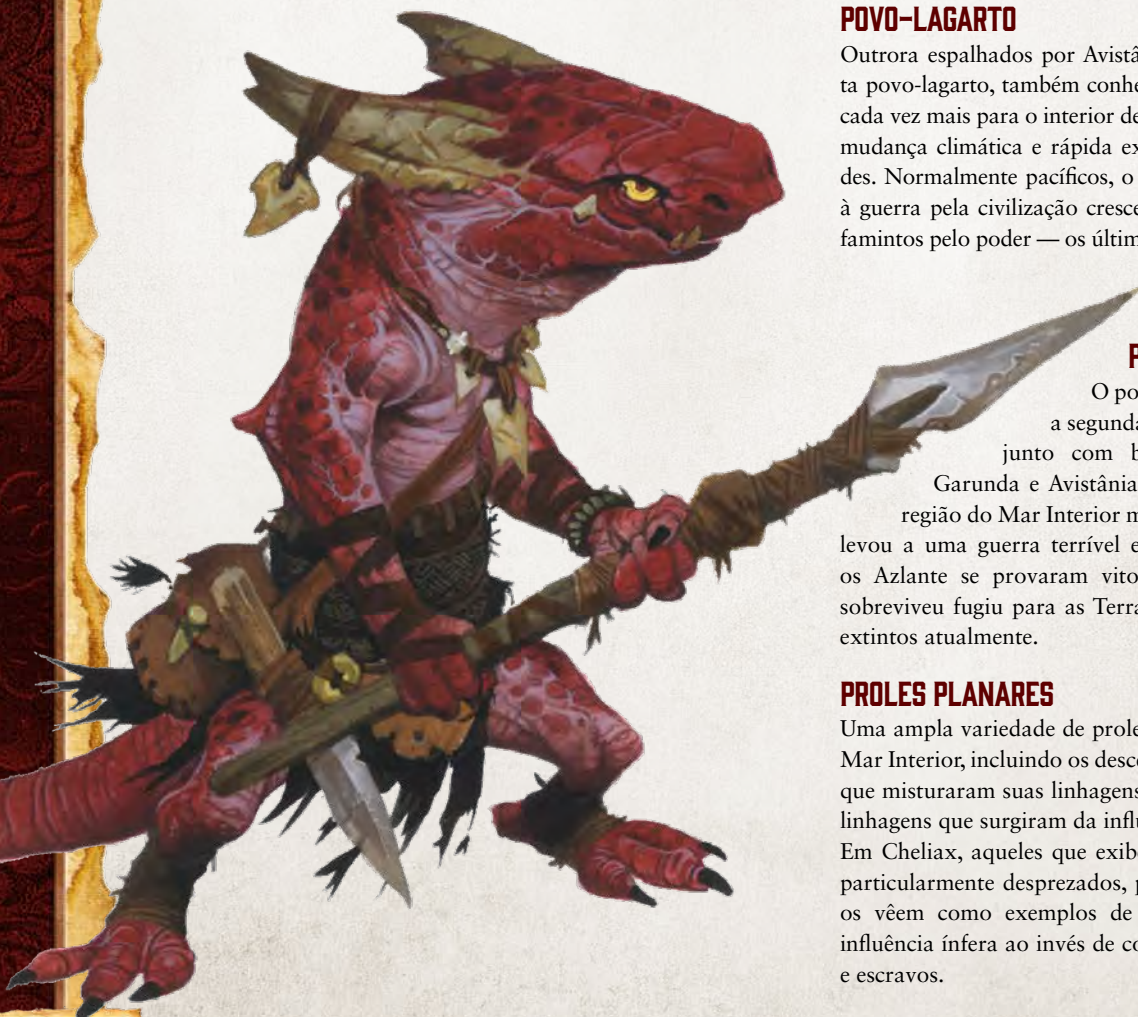 POVO-LAGARTO
Outrora espalhados por Avistâ
ta povo-lagarto, também conhe
cada vez mais para o interior de
mudança climática e rápida ex
des. Normalmente pacíficos, o
à guerra pela civilização cresce
famintos pelo poder — os últim
P
O po
a segunda
junto com b
Garunda e Avistânia
região do Mar Interior m
levou a uma guerra terrível e
os Azlante se provaram vito
sobreviveu fugiu para as Terra
extintos atualmente.
PROLES PLANARES
Uma ampla variedade de prole
Mar Interior, incluindo os desce
que misturaram suas linhagens
linhagens que surgiram da influ
Em Cheliax, aqueles que exib
particularmente desprezados, p
os vêem como exemplos de
influência ínfera ao invés de co
e escravos.